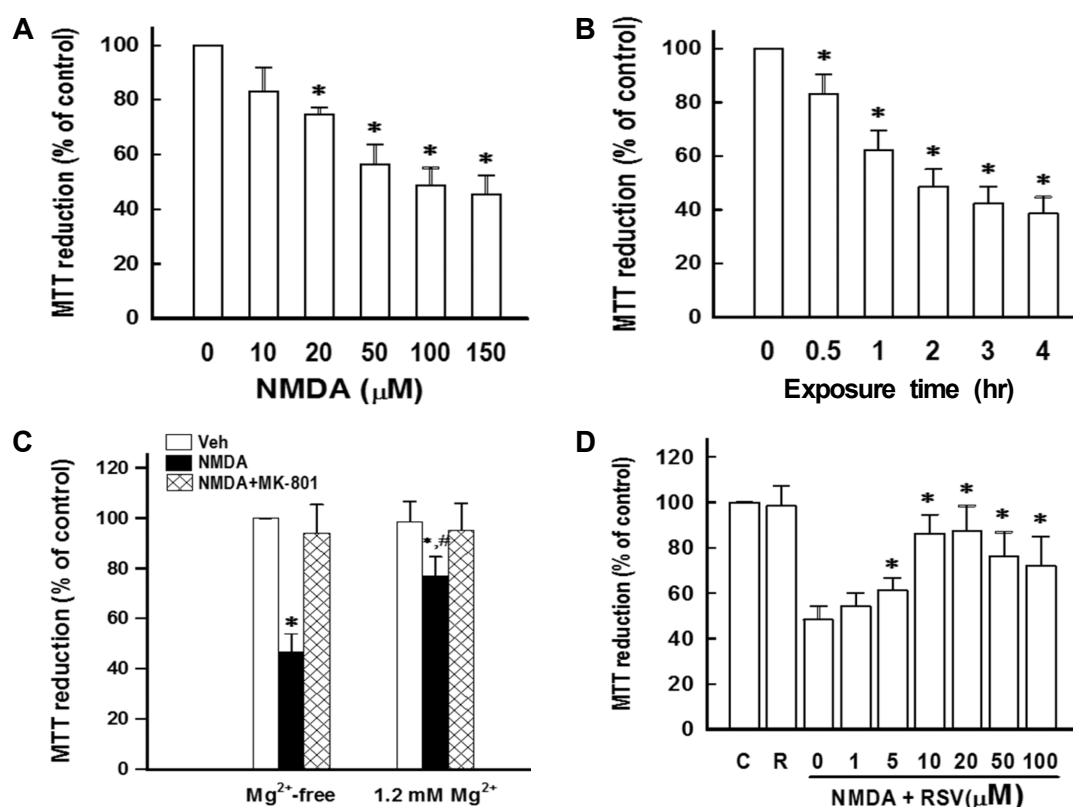 A
MTT reduction (% of control)
100
80
60
40
20
0
*
*
*
*
0 10 20 50 100 150
NMDA (μM)
B
MTT reduction (% of control)
100
80
60
40
20
0
*
*
*
*
*
0 0.5 1 2 3 4
Exposure time (hr)
C
MTT reduction (% of control)
Veh
NMDA
NMDA+MK-801
120
100
80
60
40
20
0
*
*,#
Mg²⁺-free 1.2 mM Mg²⁺
D
MTT reduction (% of control)
120
100
80
60
40
20
0
*
*
*
*
*
C R 0 1 5 10 20 50 100
NMDA + RSV(μM)